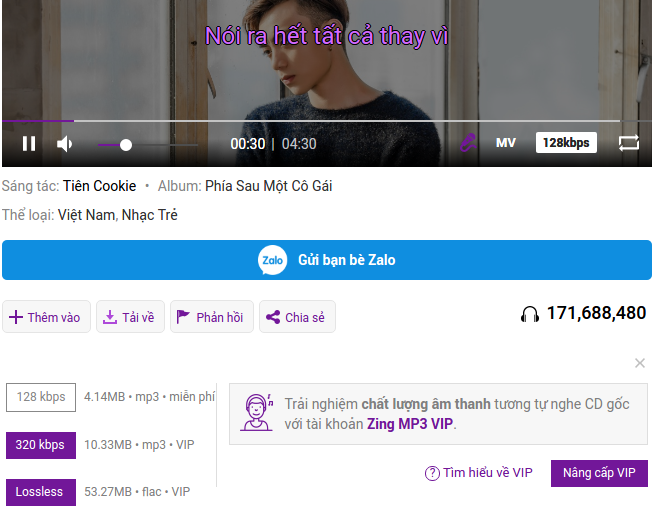 Nói ra hết tất cả thay vì
00:30 | 04:30 MV 128kbps
Sáng tác: Tiên Cookie • Album: Phía Sau Một Cô Gái
Thể loại: Việt Nam, Nhạc Trẻ
Zalo Gửi bạn bè Zalo
Thêm vào Tải về Phản hồi Chia sẻ 171,688,480
128 kbps 4.14MB • mp3 • miễn phí
320 kbps 10.33MB • mp3 • VIP
Lossless 53.27MB • flac • VIP
Trải nghiệm chất lượng âm thanh tương tự nghe CD gốc
với tài khoản Zing MP3 VIP.
? Tìm hiểu về VIP Nâng cấp VIP